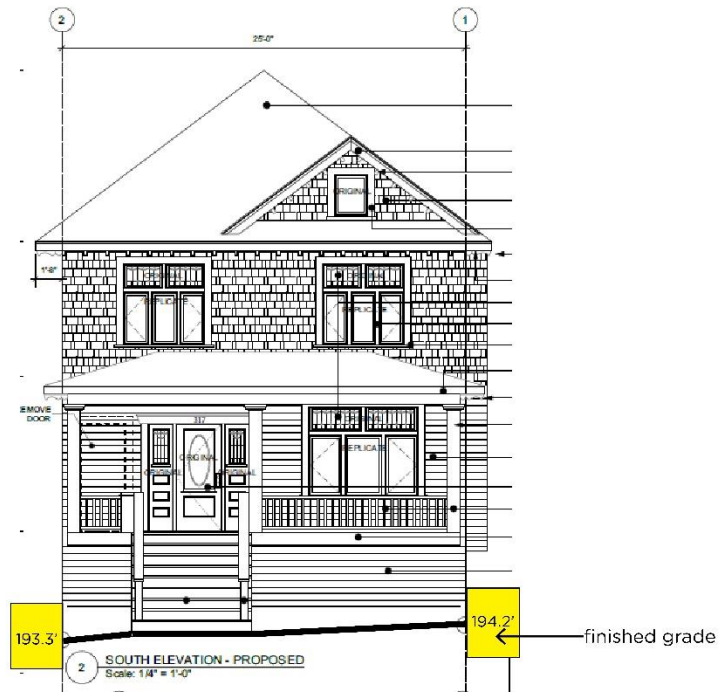 2
1
25'-0"
ORIGINAL
1'-6"
ORIGINAL
ORIGINAL
REPLICATE
REPLICATE
EMOVE
DOOR
317
ORIGINAL
REPLICATE
ORIGINAL
ORIGINAL
ORIGINAL
193.3'
194.2'
finished grade
2
SOUTH ELEVATION - PROPOSED
Scale: 1/4" = 1'-0"